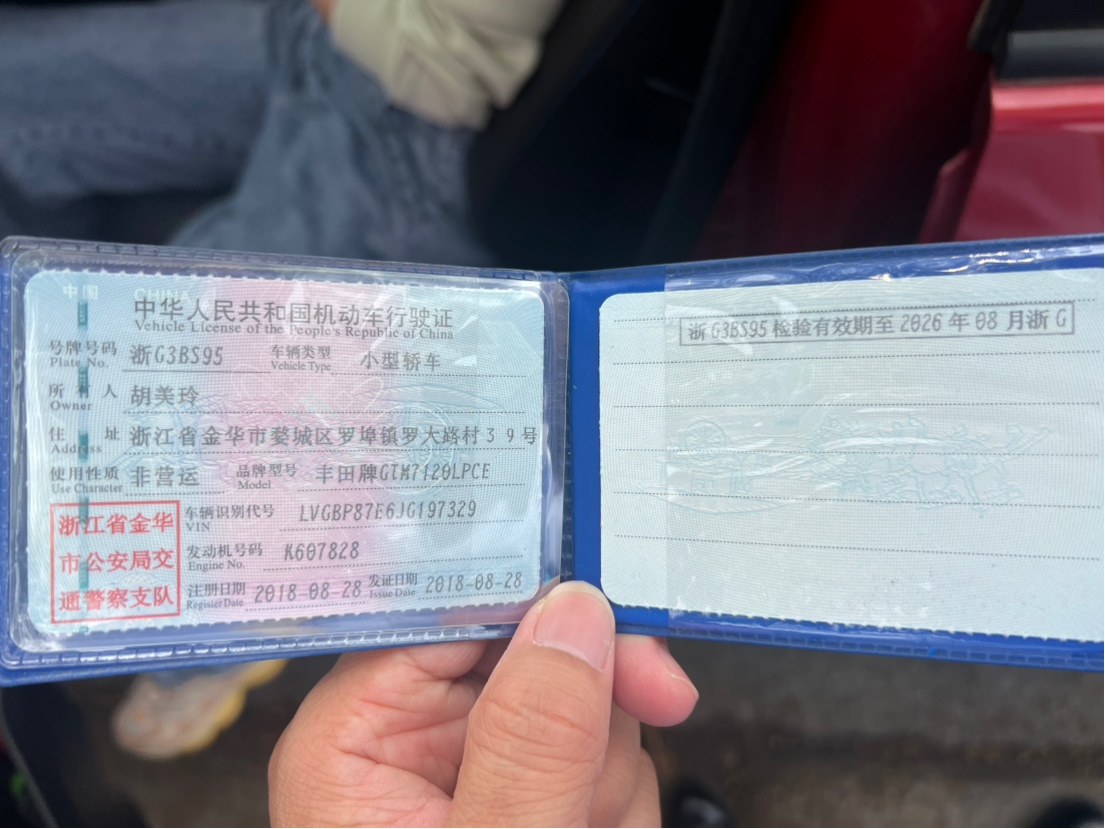 中国 CHINA
中华人民共和国机动车行驶证
Vehicle License of the People's Republic of China
号牌号码 浙G3BS95 车辆类型 小型轿车
Plate No. Vehicle Type
所有人 胡美玲
Owner
住址 浙江省金华市婺城区罗埠镇罗大路村39号
Address
使用性质 非营运 品牌型号 丰田牌GTM7120LPCE
Use Character Model
浙江省金华
市公安局交
通警察支队
车辆识别代号 LVGBP87E6JG197329
VIN
发动机号码 K607828
Engine No.
注册日期 2018-08-28 发证日期 2018-08-28
Register Date Issue Date
浙G3BS95检验有效期至2026年08月浙G